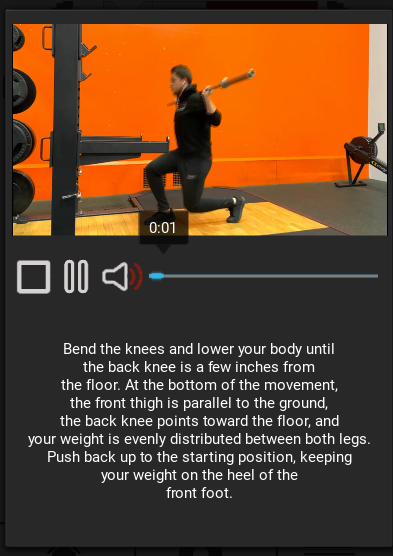 0:01
Bend the knees and lower your body until
the back knee is a few inches from
the floor. At the bottom of the movement,
the front thigh is parallel to the ground,
the back knee points toward the floor, and
your weight is evenly distributed between both legs.
Push back up to the starting position, keeping
your weight on the heel of the
front foot.